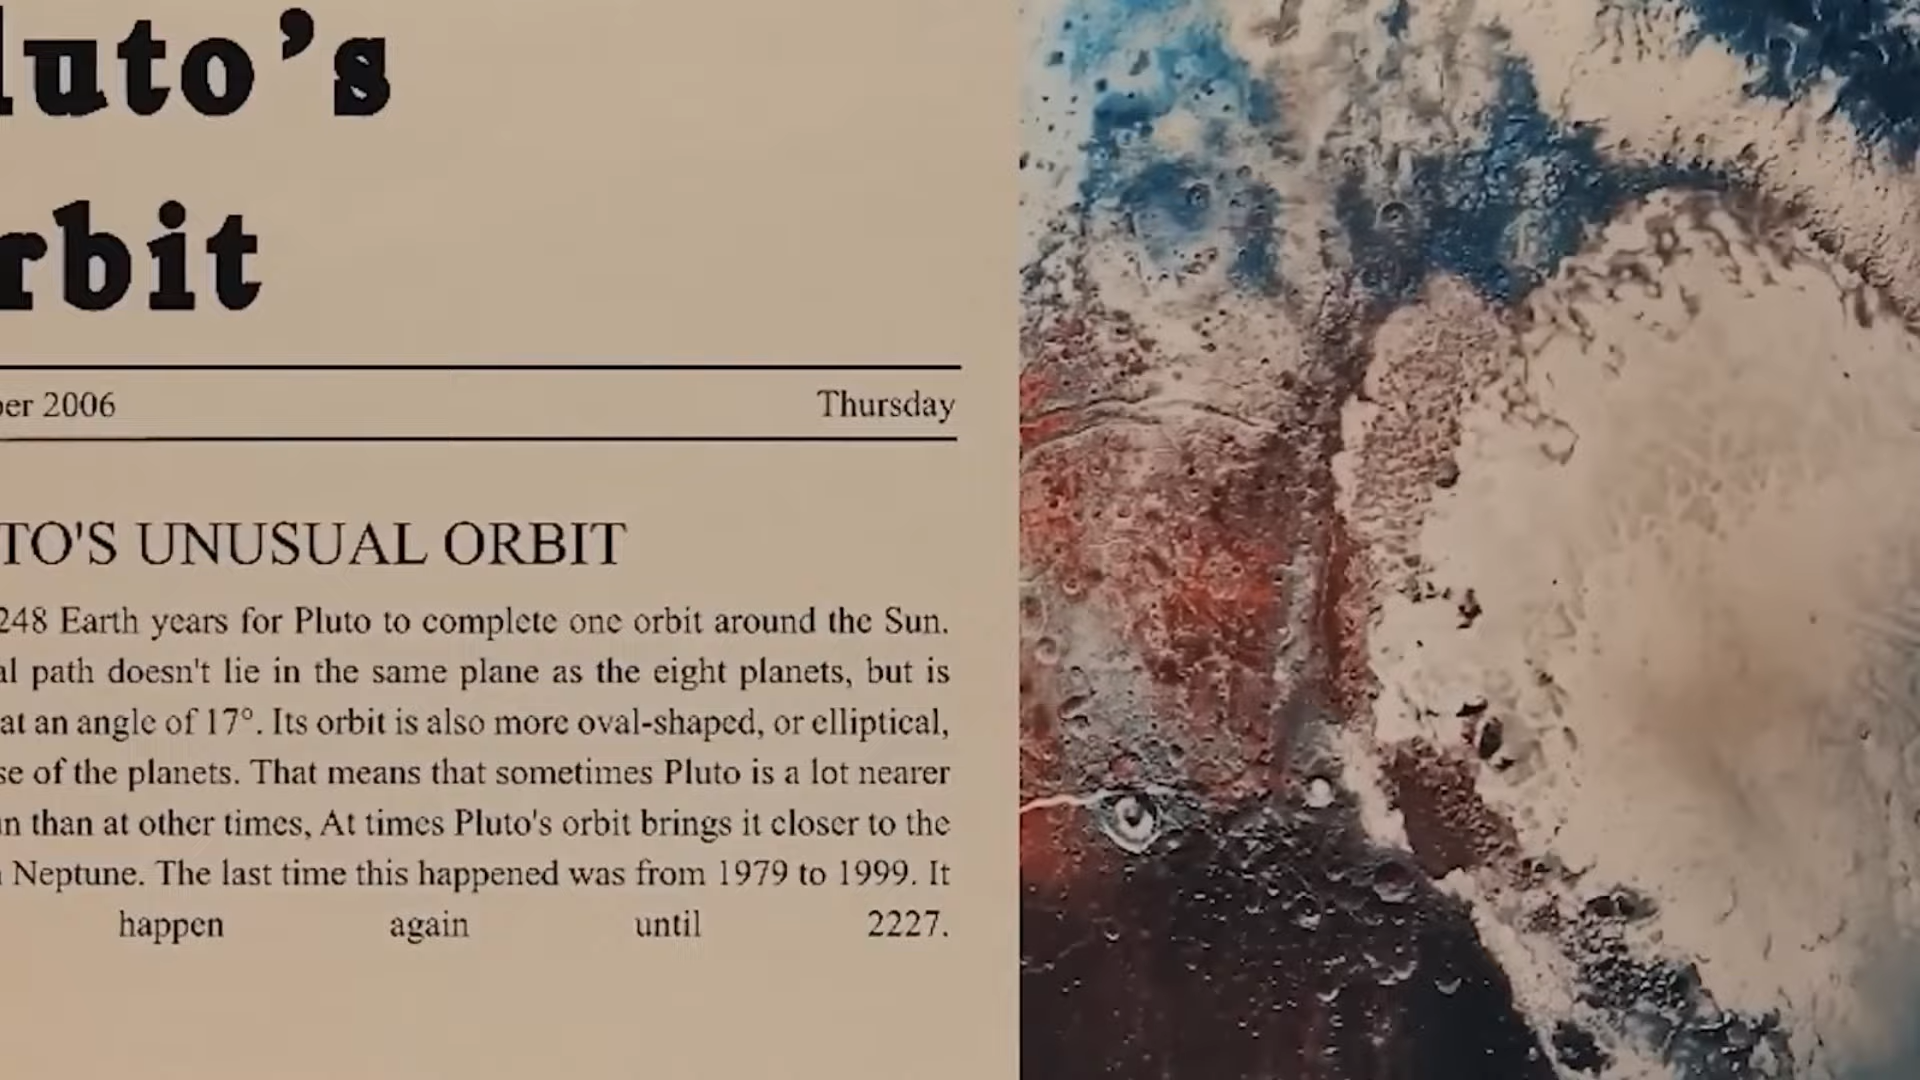 luto's
rbit
ber 2006 Thursday
TO'S UNUSUAL ORBIT
248 Earth years for Pluto to complete one orbit around the Sun.
al path doesn't lie in the same plane as the eight planets, but is
at an angle of 17°. Its orbit is also more oval-shaped, or elliptical,
se of the planets. That means that sometimes Pluto is a lot nearer
un than at other times, At times Pluto's orbit brings it closer to the
Neptune. The last time this happened was from 1979 to 1999. It
happen again until 2227.